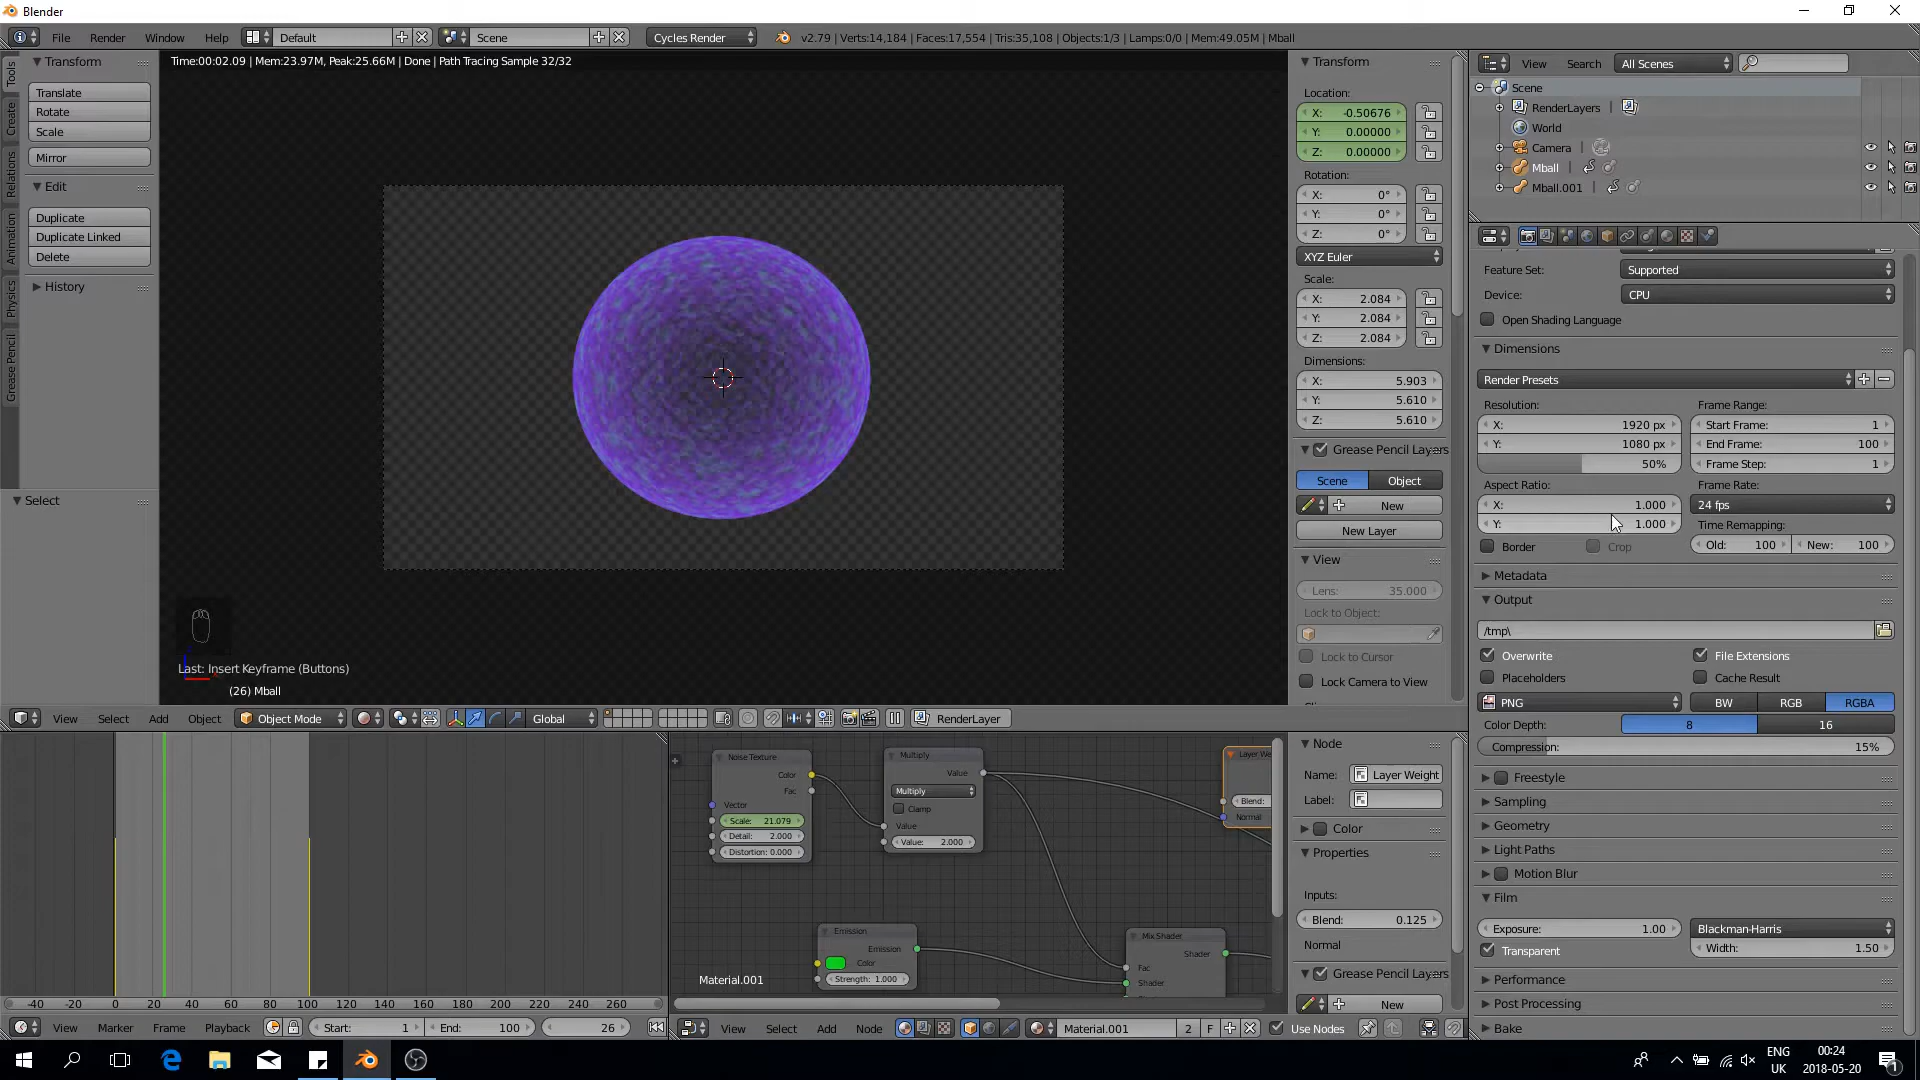 Blender
File Render Window Help Default Scene Cycles Render v2.79 | Verts:14,184 | Faces:17,554 | Tris:35,108 | Objects:1/3 | Lamps:0/0 | Mem:49.05M | Mball
Time:00:02.09 | Mem:23.97M, Peak:25.66M | Done | Path Tracing Sample 32/32
Tools
Create
Relations
Animation
Physics
Grease Pencil
Transform
Translate
Rotate
Scale
Mirror
Edit
Duplicate
Duplicate Linked
Delete
History
Select
Last: Insert Keyframe (Buttons)
(26) Mball
View Select Add Object Object Mode Global RenderLayer
Transform
Location:
X: -0.50676
Y: 0.00000
Z: 0.00000
Rotation:
X: 0°
Y: 0°
Z: 0°
XYZ Euler
Scale:
X: 2.084
Y: 2.084
Z: 2.084
Dimensions:
X: 5.903
Y: 5.610
Z: 5.610
Grease Pencil Layers
Scene Object
New
New Layer
View
Lens: 35.000
Lock to Object:
Lock to Cursor
Lock Camera to View
View Search All Scenes
Scene
RenderLayers
World
Camera
Mball
Mball.001
Feature Set: Supported
Device: CPU
Open Shading Language
Dimensions
Render Presets
Resolution: Frame Range:
X: 1920 px Start Frame: 1
Y: 1080 px End Frame: 100
50% Frame Step: 1
Aspect Ratio: Frame Rate:
X: 1.000 24 fps
Y: 1.000 Time Remapping:
Border Crop Old: 100 New: 100
Metadata
Output
/tmp\
Overwrite File Extensions
Placeholders Cache Result
PNG BW RGB RGBA
Color Depth: 8 16
Compression: 15%
Freestyle
Sampling
Geometry
Light Paths
Motion Blur
Film
Exposure: 1.00 Blackman-Harris
Transparent Width: 1.50
Performance
Post Processing
Bake
-40 -20 0 20 40 60 80 100 120 140 160 180 200 220 240 260
View Marker Frame Playback Start: 1 End: 100 26
Noise Texture
Color
Fac
Vector
Scale: 21.079
Detail: 2.000
Distortion: 0.000
Multiply
Value
Multiply
Clamp
Value
Value: 2.000
Layer We
Blend:
Normal
Emission
Emission
Color
Strength: 1.000
Mix Shader
Shader
Fac
Shader
Material.001
View Select Add Node Material.001 2 F Use Nodes
Node
Name: Layer Weight
Label:
Color
Properties
Inputs:
Blend: 0.125
Normal
Grease Pencil Layers
New
ENG
UK
00:24
2018-05-20
1